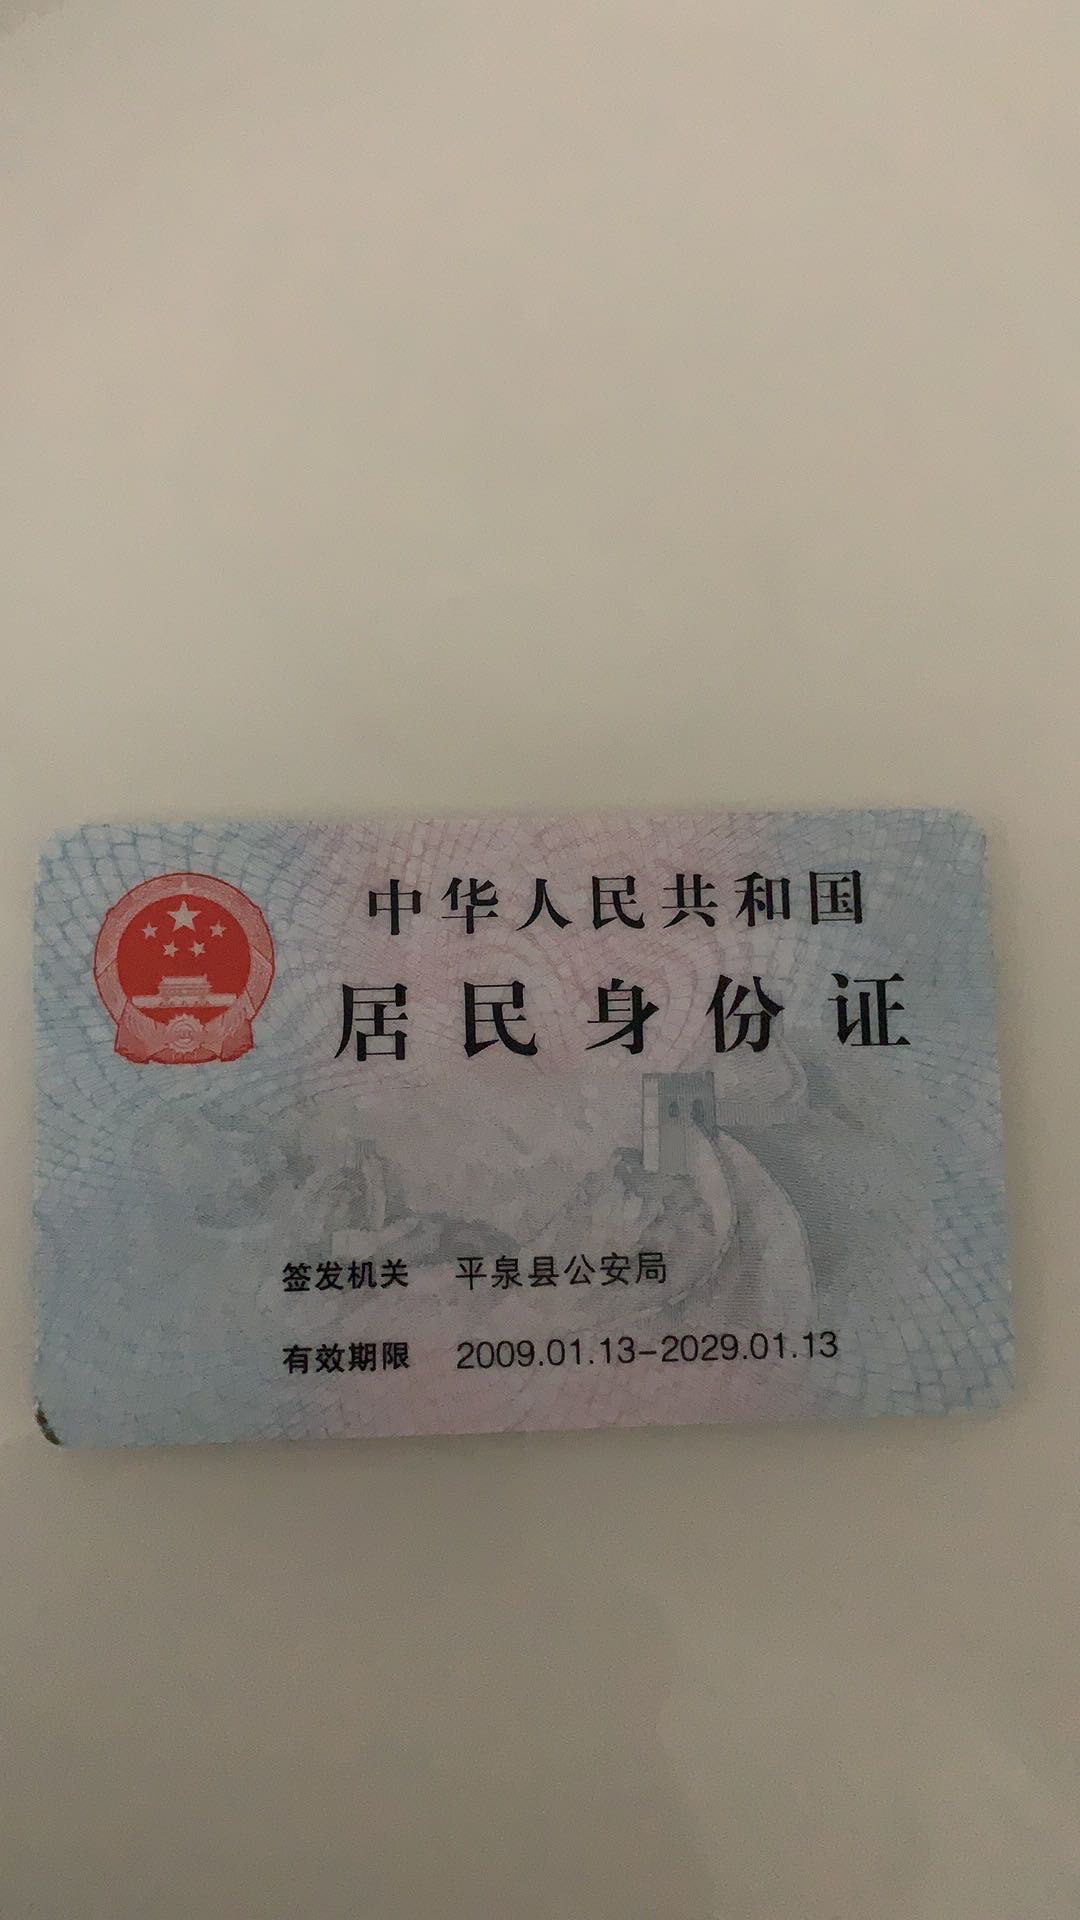 中华人民共和国
居民身份证
签发机关 平泉县公安局
有效期限 2009.01.13-2029.01.13